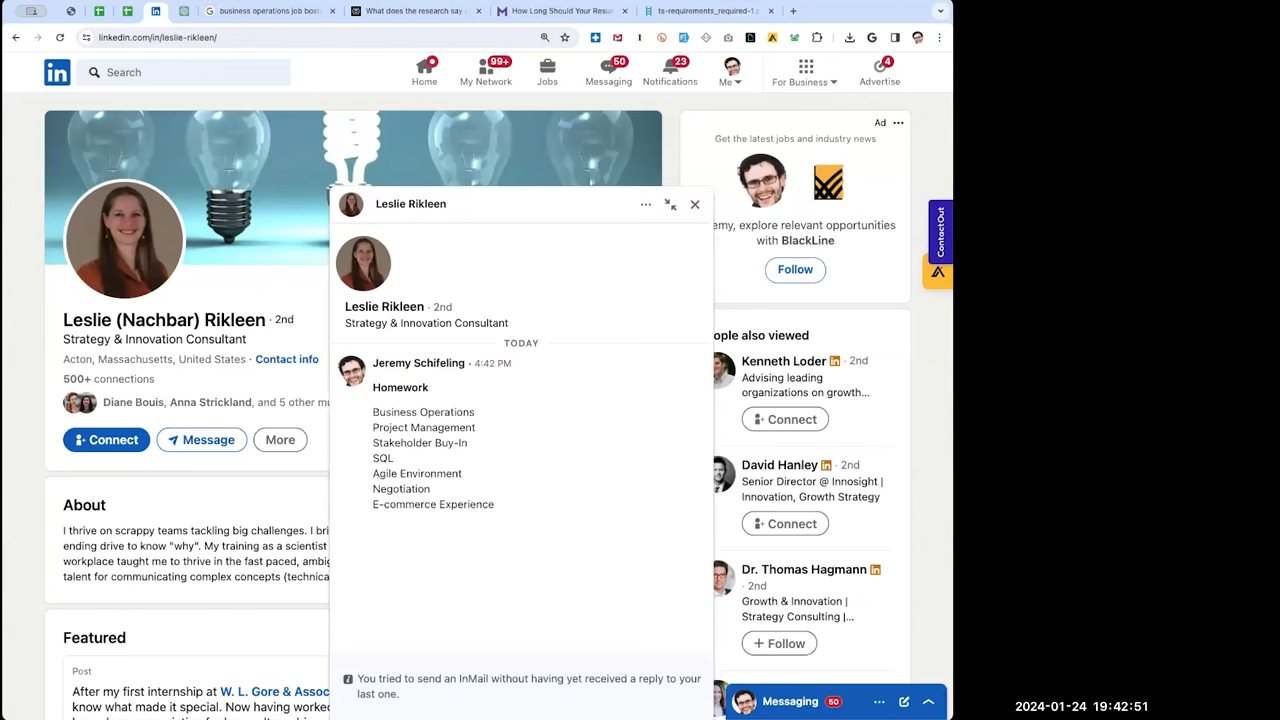 business operations job bost
What does the research say
How Long Should Your Resur
ts-requirements_required-1.p
linkedin.com/in/leslie-rikleen/
in
Search
Home
99+
My Network
Jobs
50
Messaging
23
Notifications
Me
For Business
4
Advertise
Ad
Get the latest jobs and industry news
emy, explore relevant opportunities
with BlackLine
Follow
ContactOut
Leslie (Nachbar) Rikleen · 2nd
Strategy & Innovation Consultant
Acton, Massachusetts, United States · Contact info
500+ connections
Diane Bouis, Anna Strickland, and 5 other mu
Connect
Message
More
About
I thrive on scrappy teams tackling big challenges. I bri
ending drive to know "why". My training as a scientist
workplace taught me to thrive in the fast paced, ambig
talent for communicating complex concepts (technica
Featured
Post
After my first internship at W. L. Gore & Assoc
know what made it special. Now having worked
Leslie Rikleen
Leslie Rikleen · 2nd
Strategy & Innovation Consultant
TODAY
Jeremy Schifeling • 4:42 PM
Homework
Business Operations
Project Management
Stakeholder Buy-In
SQL
Agile Environment
Negotiation
E-commerce Experience
You tried to send an InMail without having yet received a reply to your
last one.
ople also viewed
Kenneth Loder in · 2nd
Advising leading
organizations on growth...
Connect
David Hanley in · 2nd
Senior Director @ Innosight |
Innovation, Growth Strategy
Connect
Dr. Thomas Hagmann in
· 2nd
Growth & Innovation |
Strategy Consulting |...
Follow
Messaging 50
2024-01-24 19:42:51